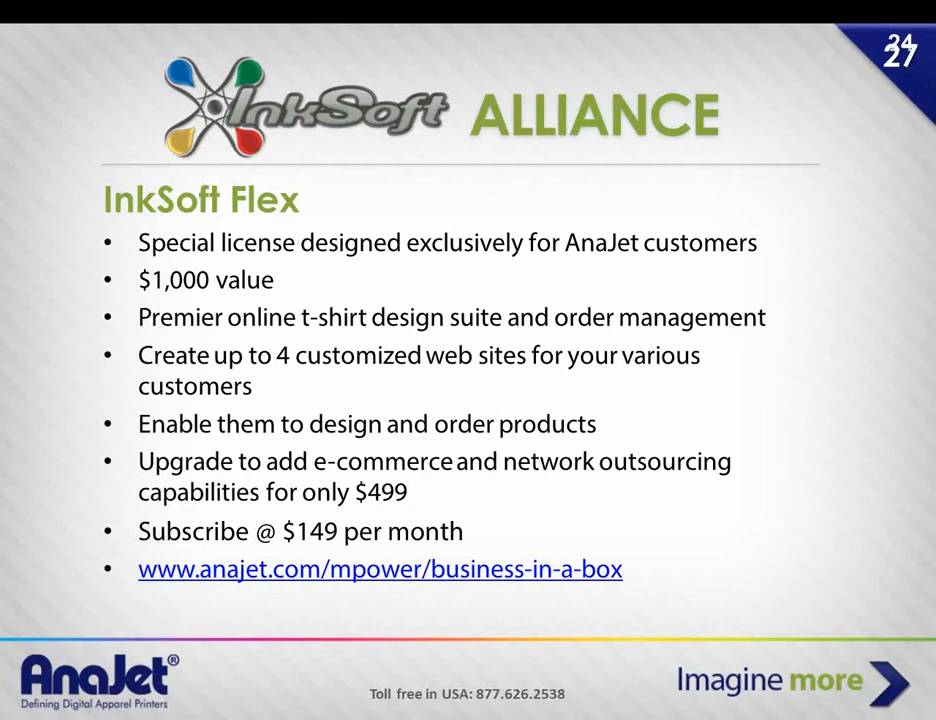 24
27
InkSoft ALLIANCE
InkSoft Flex
• Special license designed exclusively for AnaJet customers
• $1,000 value
• Premier online t-shirt design suite and order management
• Create up to 4 customized web sites for your various
customers
• Enable them to design and order products
• Upgrade to add e-commerce and network outsourcing
capabilities for only $499
• Subscribe @ $149 per month
• www.anajet.com/mpower/business-in-a-box
AnaJet®
Defining Digital Apparel Printers
Toll free in USA: 877.626.2538
Imagine more